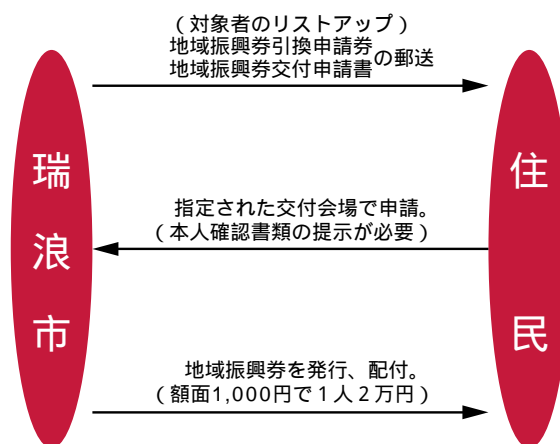 （対象者のリストアップ）
地域振興券引換申請券
地域振興券交付申請書
の郵送
瑞浪市
住民
指定された交付会場で申請。
（本人確認書類の提示が必要）
地域振興券を発行、配付。
（額面1,000円で１人２万円）